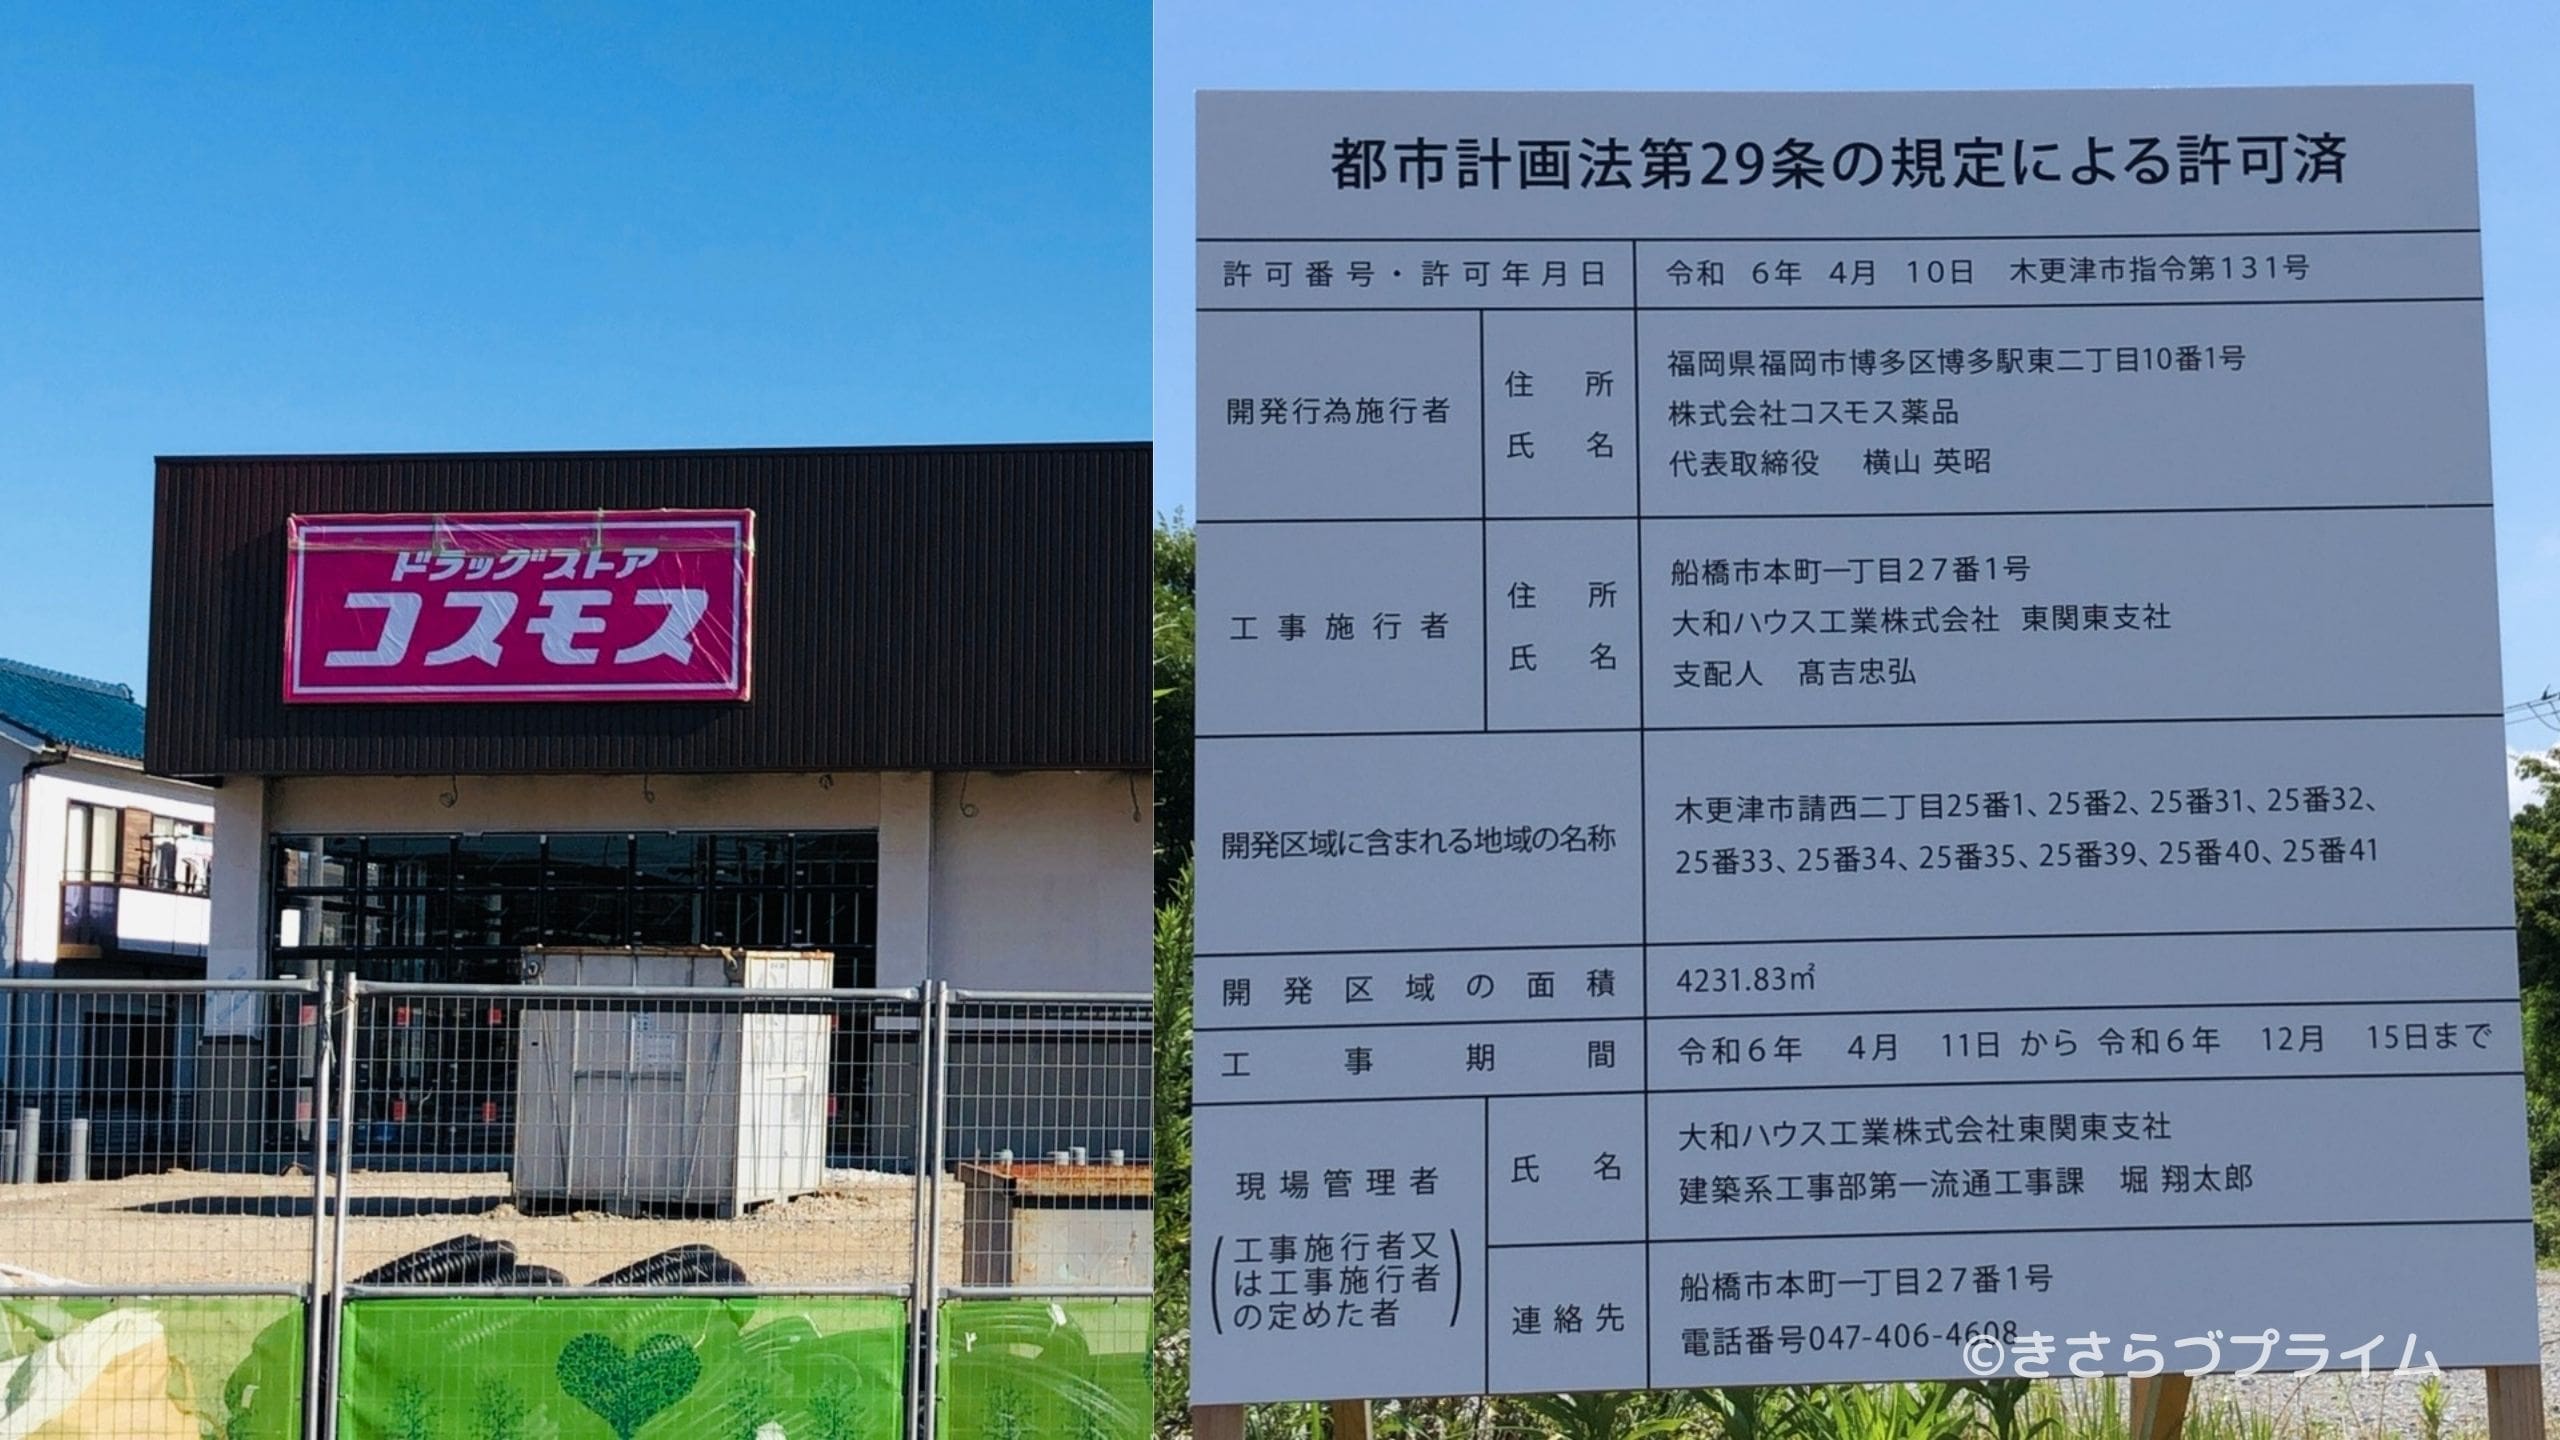 ドラッグストア
コスモス
都市計画法第29条の規定による許可済
許可番号・許可年月日
令和 6年 4月 10日 木更津市指令第131号
開発行為施行者
住所
氏名
福岡県福岡市博多区博多駅東二丁目10番1号
株式会社コスモス薬品
代表取締役 横山 英昭
工事施行者
住所
氏名
船橋市本町一丁目27番1号
大和ハウス工業株式会社 東関東支社
支配人 髙吉忠弘
開発区域に含まれる地域の名称
木更津市請西二丁目25番1、25番2、25番31、25番32、
25番33、25番34、25番35、25番39、25番40、25番41
開発区域の面積
4231.83㎡
工事期間
令和6年 4月 11日 から 令和6年 12月 15日まで
現場管理者
(工事施行者又
は工事施行者
の定めた者)
氏名
大和ハウス工業株式会社東関東支社
建築系工事部第一流通工事課 堀 翔太郎
連絡先
船橋市本町一丁目27番1号
電話番号047-406-4608
©きさらづプライム